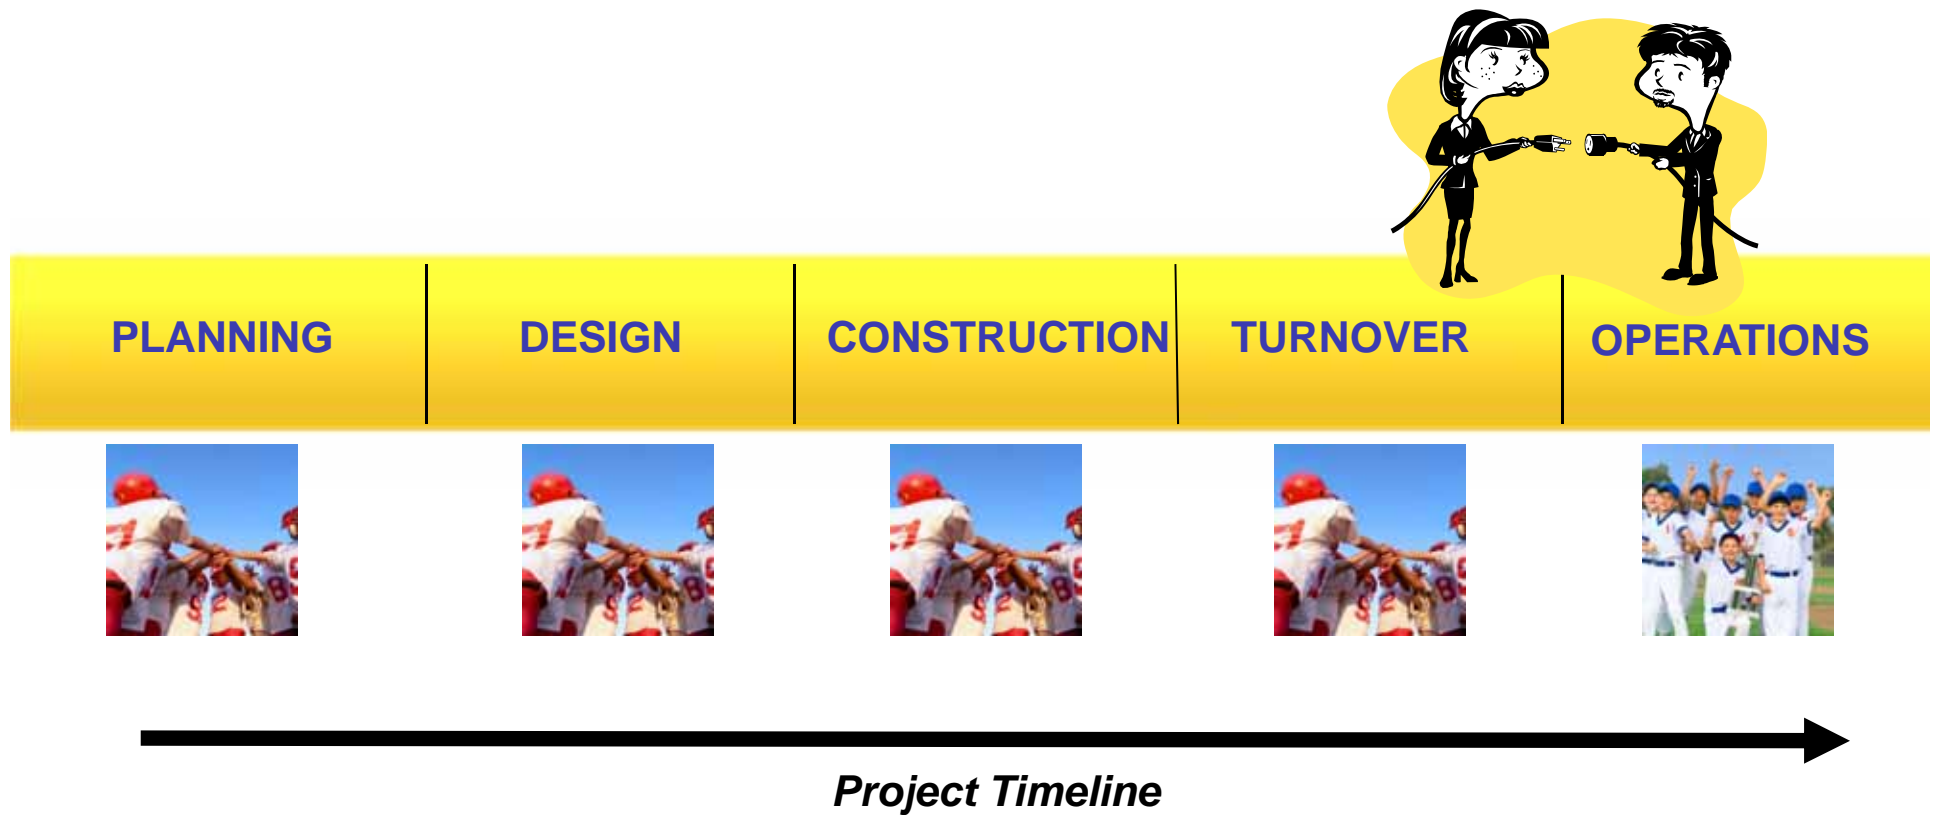 PLANNING
DESIGN
CONSTRUCTION
TURNOVER
OPERATIONS
Project Timeline